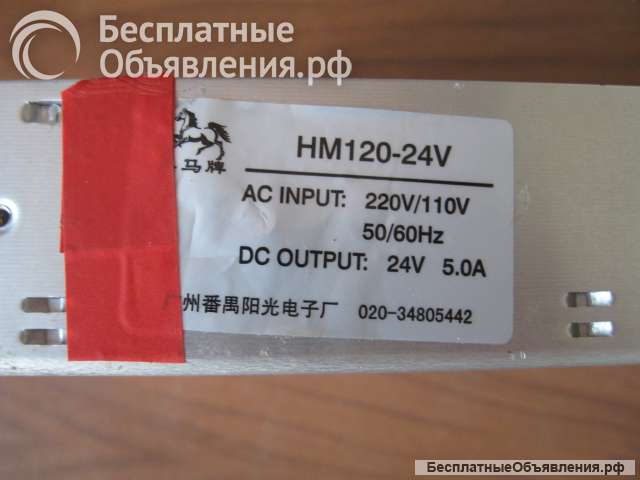 Бесплатные
Объявления.рф
马牌
HM120-24V
AC INPUT: 220V/110V
50/60Hz
DC OUTPUT: 24V 5.0A
州番禺阳光电子厂 020-34805442
БесплатныеОбъявления.рф